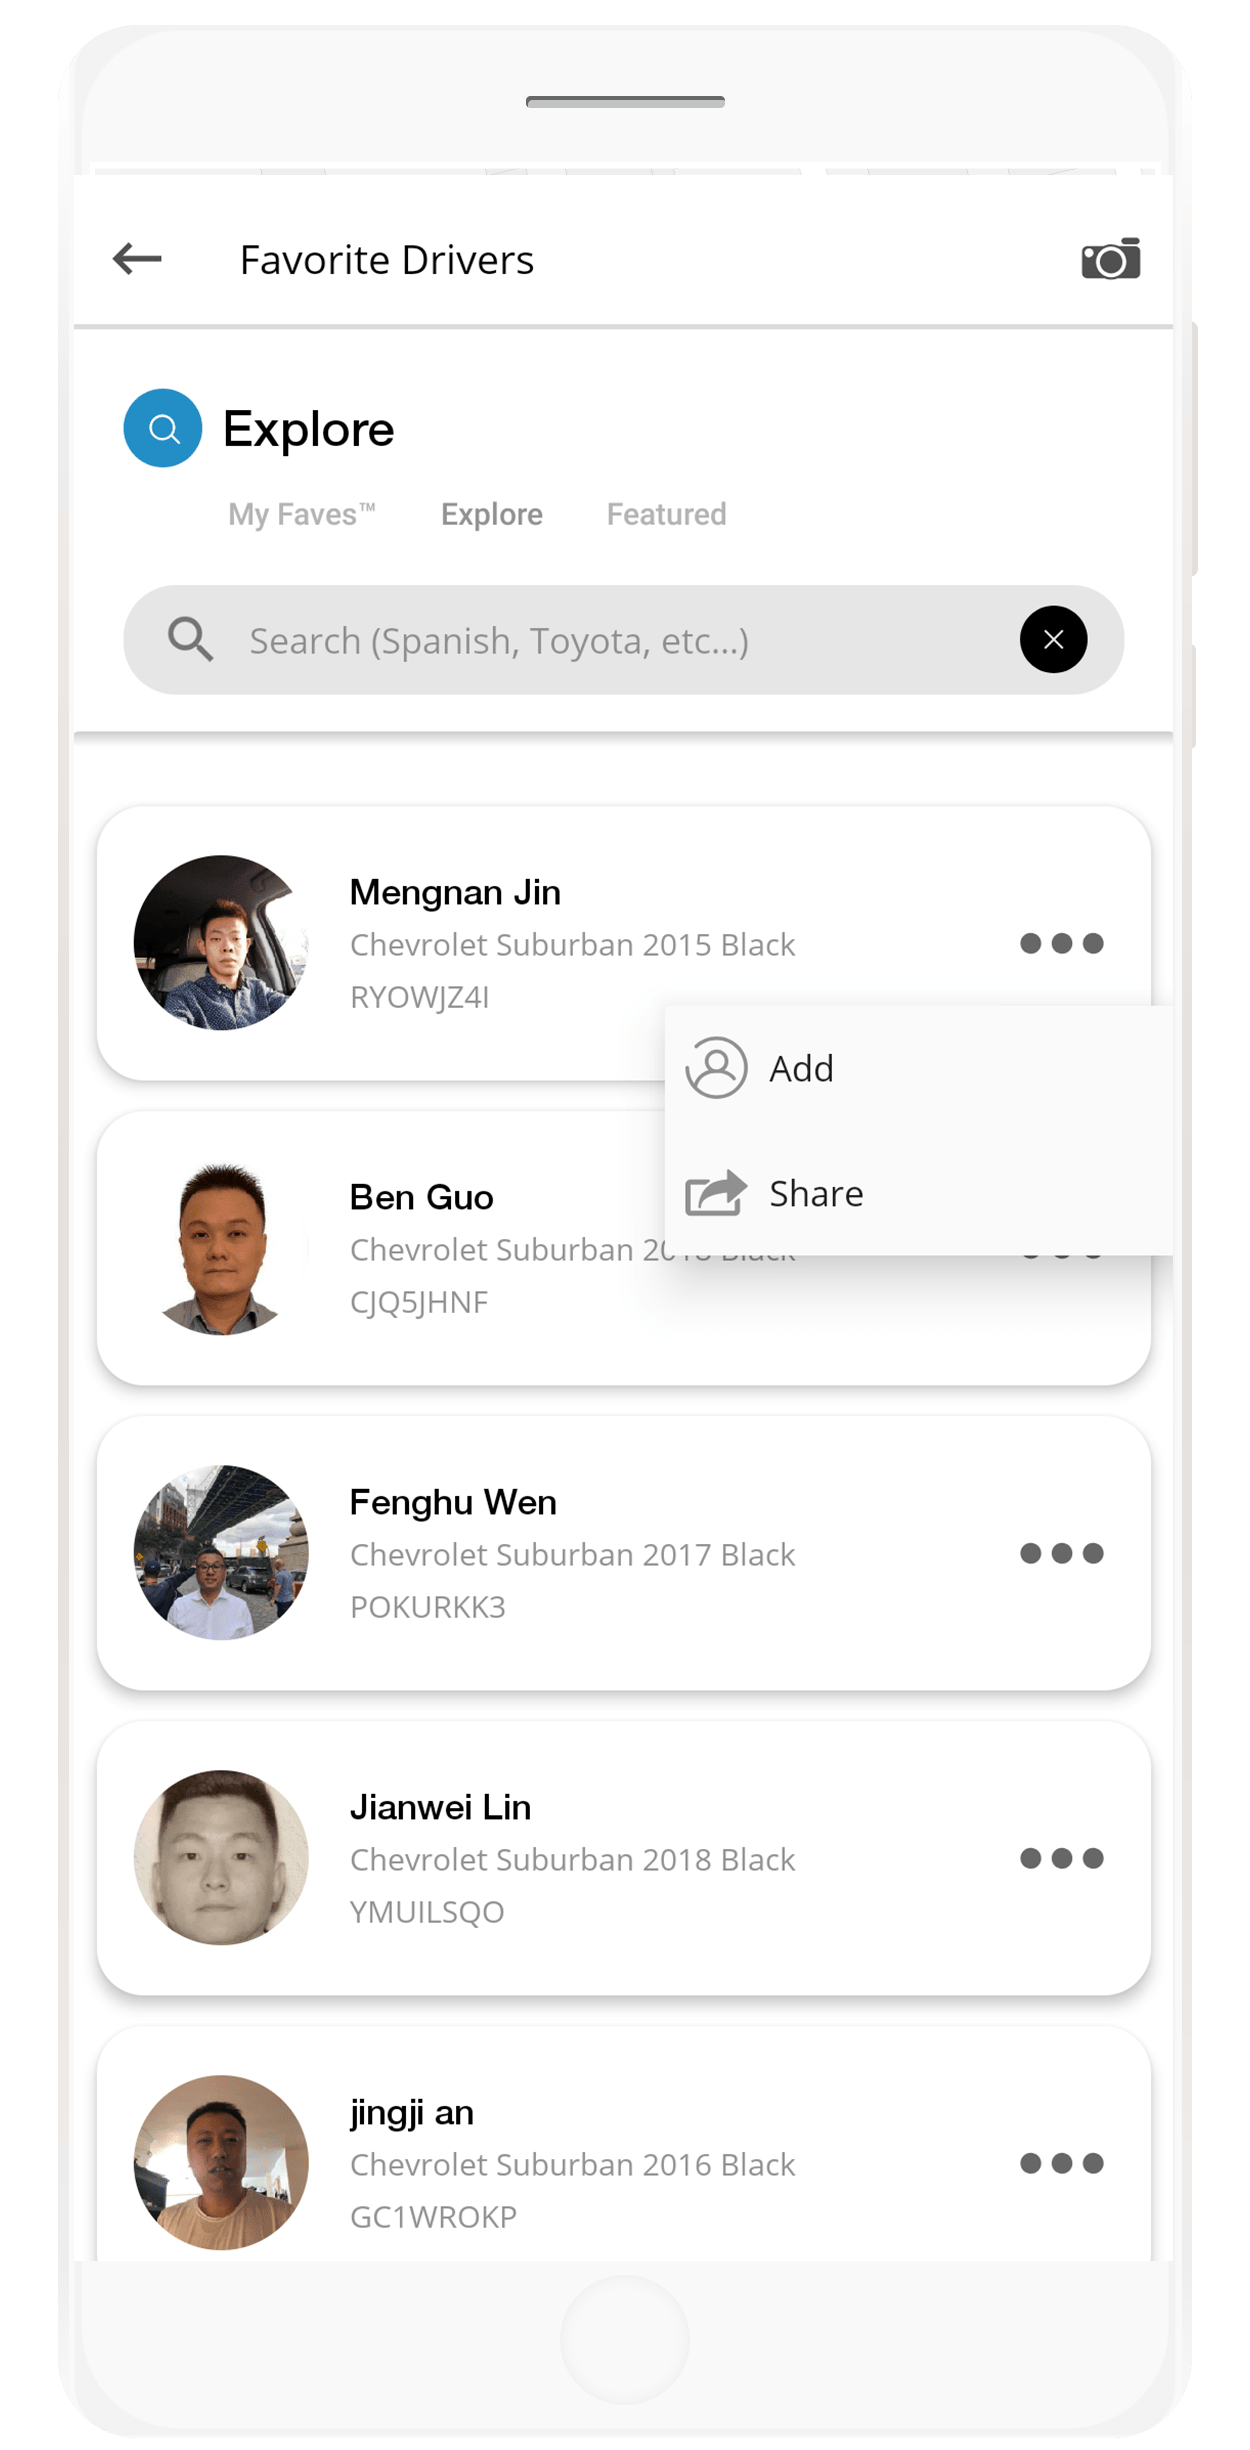 Favorite Drivers
Explore
My Faves™ Explore Featured
Search (Spanish, Toyota, etc...)
Mengnan Jin
Chevrolet Suburban 2015 Black
RYOWJZ4I
Add
Share
Ben Guo
Chevrolet Suburban
CJQ5JHNF
Fenghu Wen
Chevrolet Suburban 2017 Black
POKURKK3
Jianwei Lin
Chevrolet Suburban 2018 Black
YMUILSQO
jingji an
Chevrolet Suburban 2016 Black
GC1WROKP